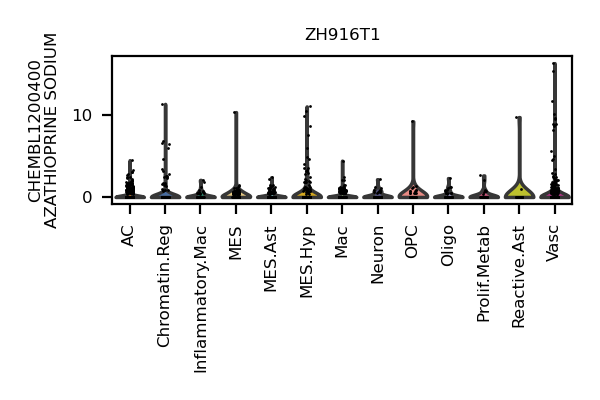 ZH916T1
CHEMBL1200400
AZATHIOPRINE SODIUM
10
0
AC
Chromatin.Reg
Inflammatory.Mac
MES
MES.Ast
MES.Hyp
Mac
Neuron
OPC
Oligo
Prolif.Metab
Reactive.Ast
Vasc